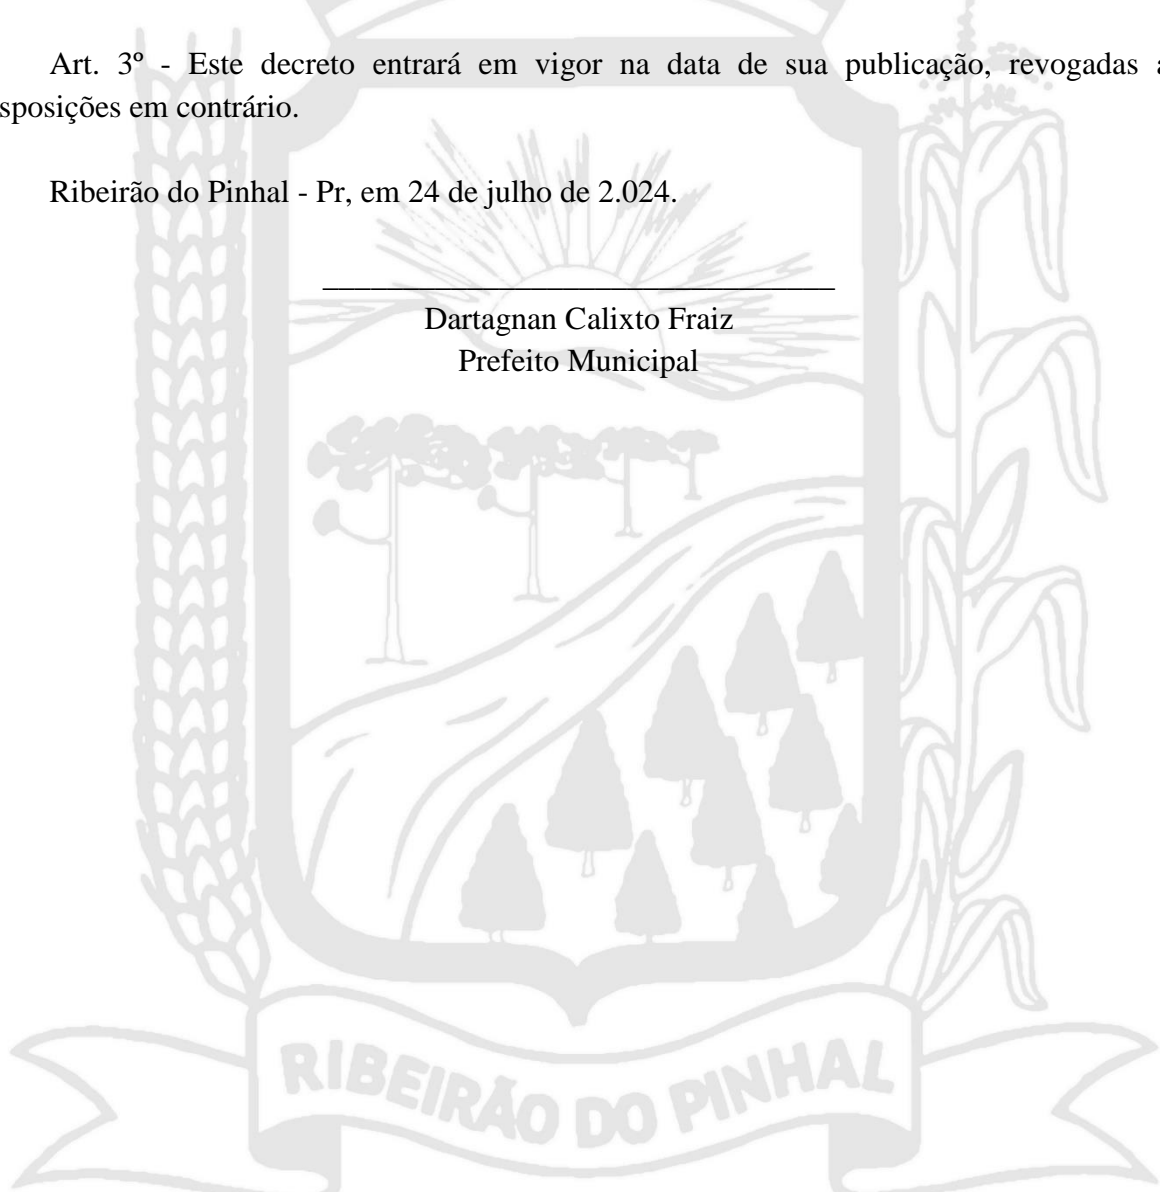 Art. 3º - Este decreto entrará em vigor na data de sua publicação, revogadas a
sposições em contrário.
Ribeirão do Pinhal - Pr, em 24 de julho de 2.024.
Dartagnan Calixto Fraiz
Prefeito Municipal
RIBEIRÃO DO PINHAL